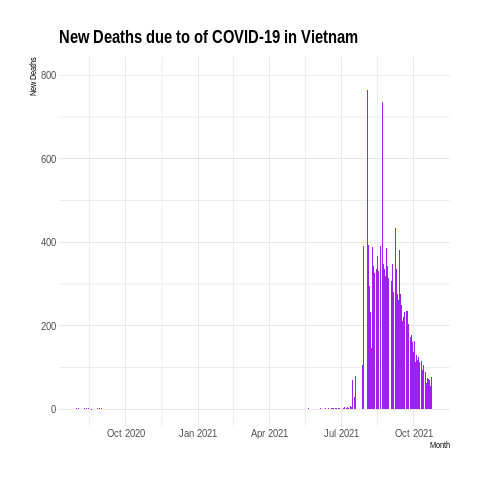 New Deaths due to of COVID-19 in Vietnam
New Deaths
800
600
400
200
0
Oct 2020 Jan 2021 Apr 2021 Jul 2021 Oct 2021
Month